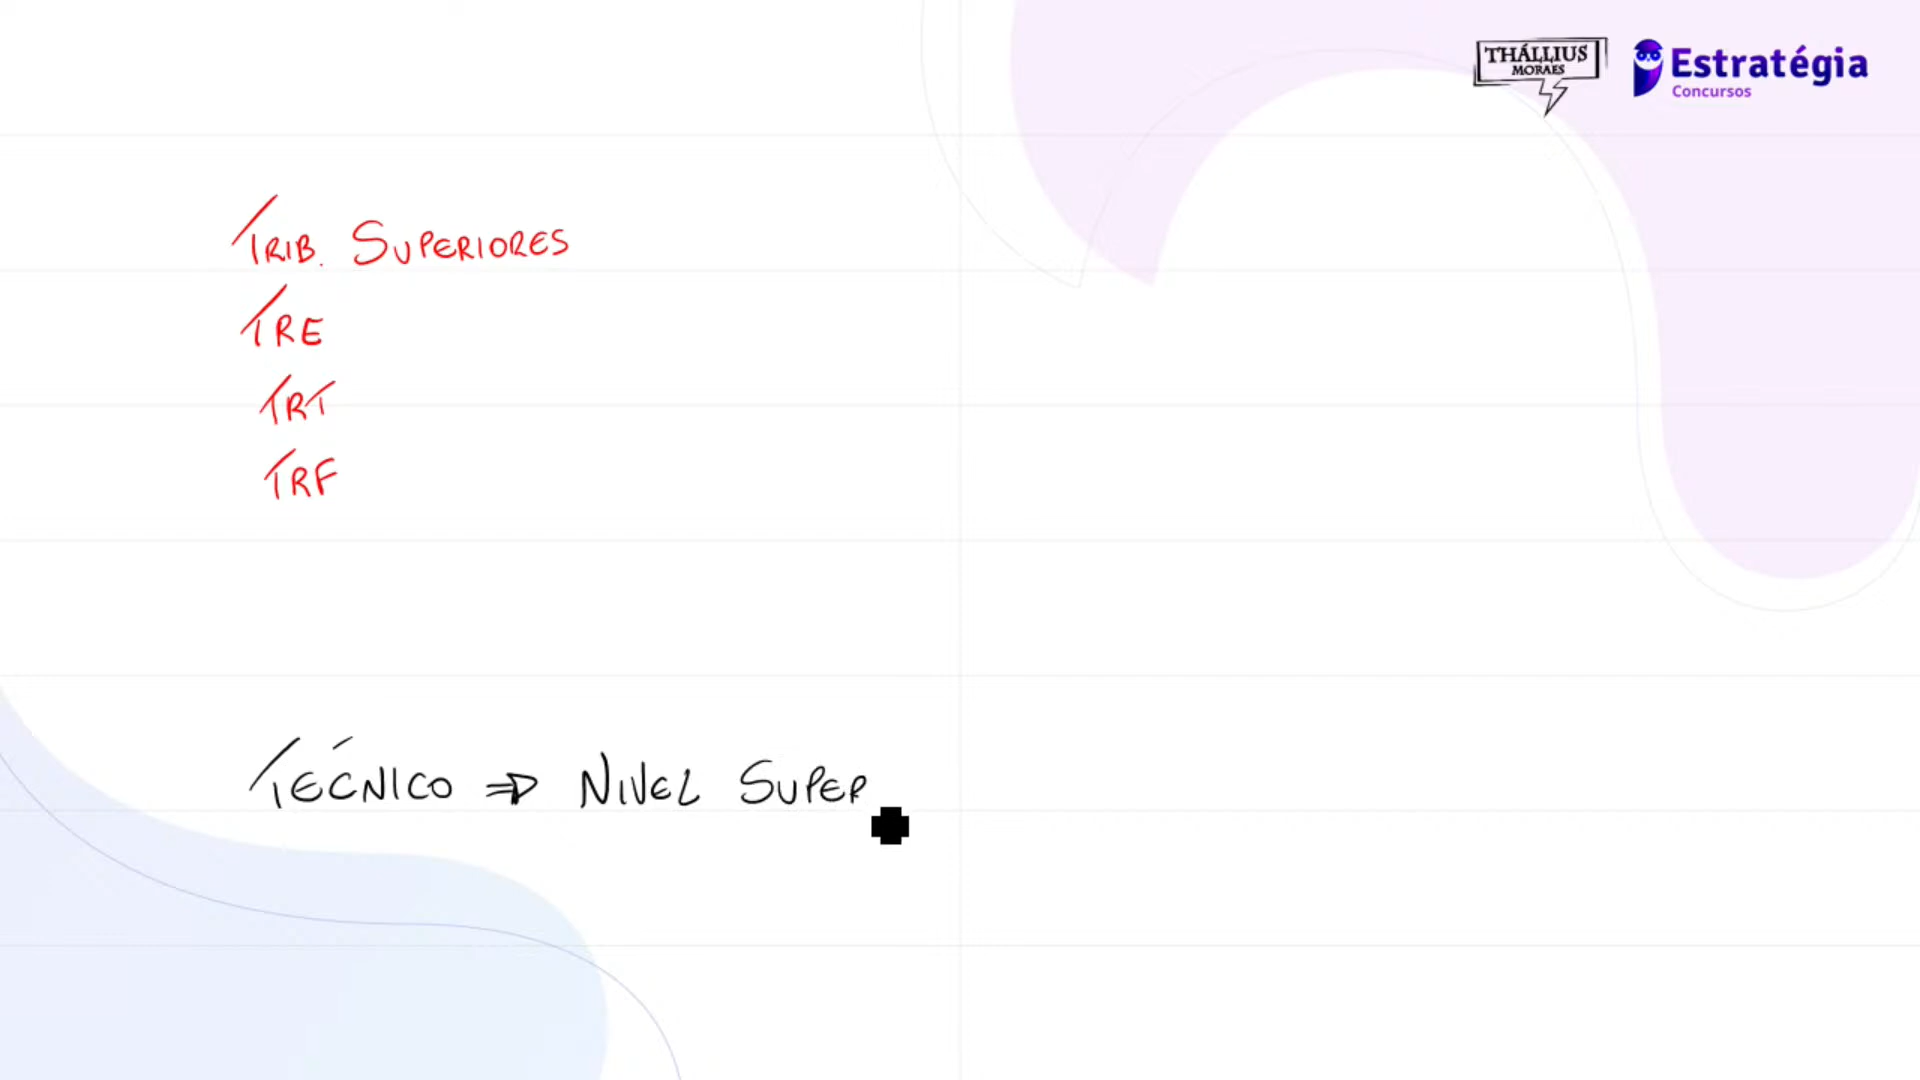 THÁLLIUS
MORAES
Estratégia
Concursos
TRIB. SUPERIORES
TRE
TRT
TRF
TÉCNICO ⇒ NIVEL SUPER